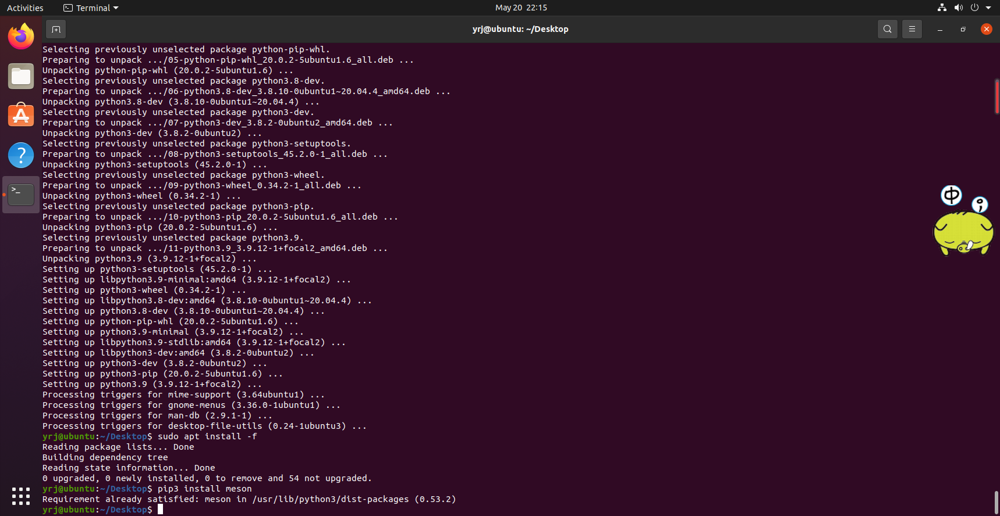 Activities
Terminal
May 20 22:15
yrj@ubuntu: ~/Desktop
Selecting previously unselected package python-pip-whl.
Preparing to unpack .../05-python-pip-whl_20.0.2-5ubuntu1.6_all.deb ...
Unpacking python-pip-whl (20.0.2-5ubuntu1.6) ...
Selecting previously unselected package python3.8-dev.
Preparing to unpack .../06-python3.8-dev_3.8.10-0ubuntu1~20.04.4_amd64.deb ...
Unpacking python3.8-dev (3.8.10-0ubuntu1~20.04.4) ...
Selecting previously unselected package python3-dev.
Preparing to unpack .../07-python3-dev_3.8.2-0ubuntu2_amd64.deb ...
Unpacking python3-dev (3.8.2-0ubuntu2) ...
Selecting previously unselected package python3-setuptools.
Preparing to unpack .../08-python3-setuptools_45.2.0-1_all.deb ...
Unpacking python3-setuptools (45.2.0-1) ...
Selecting previously unselected package python3-wheel.
Preparing to unpack .../09-python3-wheel_0.34.2-1_all.deb ...
Unpacking python3-wheel (0.34.2-1) ...
Selecting previously unselected package python3-pip.
Preparing to unpack .../10-python3-pip_20.0.2-5ubuntu1.6_all.deb ...
Unpacking python3-pip (20.0.2-5ubuntu1.6) ...
Selecting previously unselected package python3.9.
Preparing to unpack .../11-python3.9_3.9.12-1+focal2_amd64.deb ...
Unpacking python3.9 (3.9.12-1+focal2) ...
Setting up python3-setuptools (45.2.0-1) ...
Setting up libpython3.9-minimal:amd64 (3.9.12-1+focal2) ...
Setting up python3-wheel (0.34.2-1) ...
Setting up libpython3.8-dev:amd64 (3.8.10-0ubuntu1~20.04.4) ...
Setting up python3.8-dev (3.8.10-0ubuntu1~20.04.4) ...
Setting up python-pip-whl (20.0.2-5ubuntu1.6) ...
Setting up python3.9-minimal (3.9.12-1+focal2) ...
Setting up libpython3.9-stdlib:amd64 (3.9.12-1+focal2) ...
Setting up libpython3-dev:amd64 (3.8.2-0ubuntu2) ...
Setting up python3-dev (3.8.2-0ubuntu2) ...
Setting up python3-pip (20.0.2-5ubuntu1.6) ...
Setting up python3.9 (3.9.12-1+focal2) ...
Processing triggers for mime-support (3.64ubuntu1) ...
Processing triggers for gnome-menus (3.36.0-1ubuntu1) ...
Processing triggers for man-db (2.9.1-1) ...
Processing triggers for desktop-file-utils (0.24-1ubuntu3) ...
yrj@ubuntu:~/Desktop$ sudo apt install -f
Reading package lists... Done
Building dependency tree
Reading state information... Done
0 upgraded, 0 newly installed, 0 to remove and 54 not upgraded.
yrj@ubuntu:~/Desktop$ pip3 install meson
Requirement already satisfied: meson in /usr/lib/python3/dist-packages (0.53.2)
yrj@ubuntu:~/Desktop$
中
;